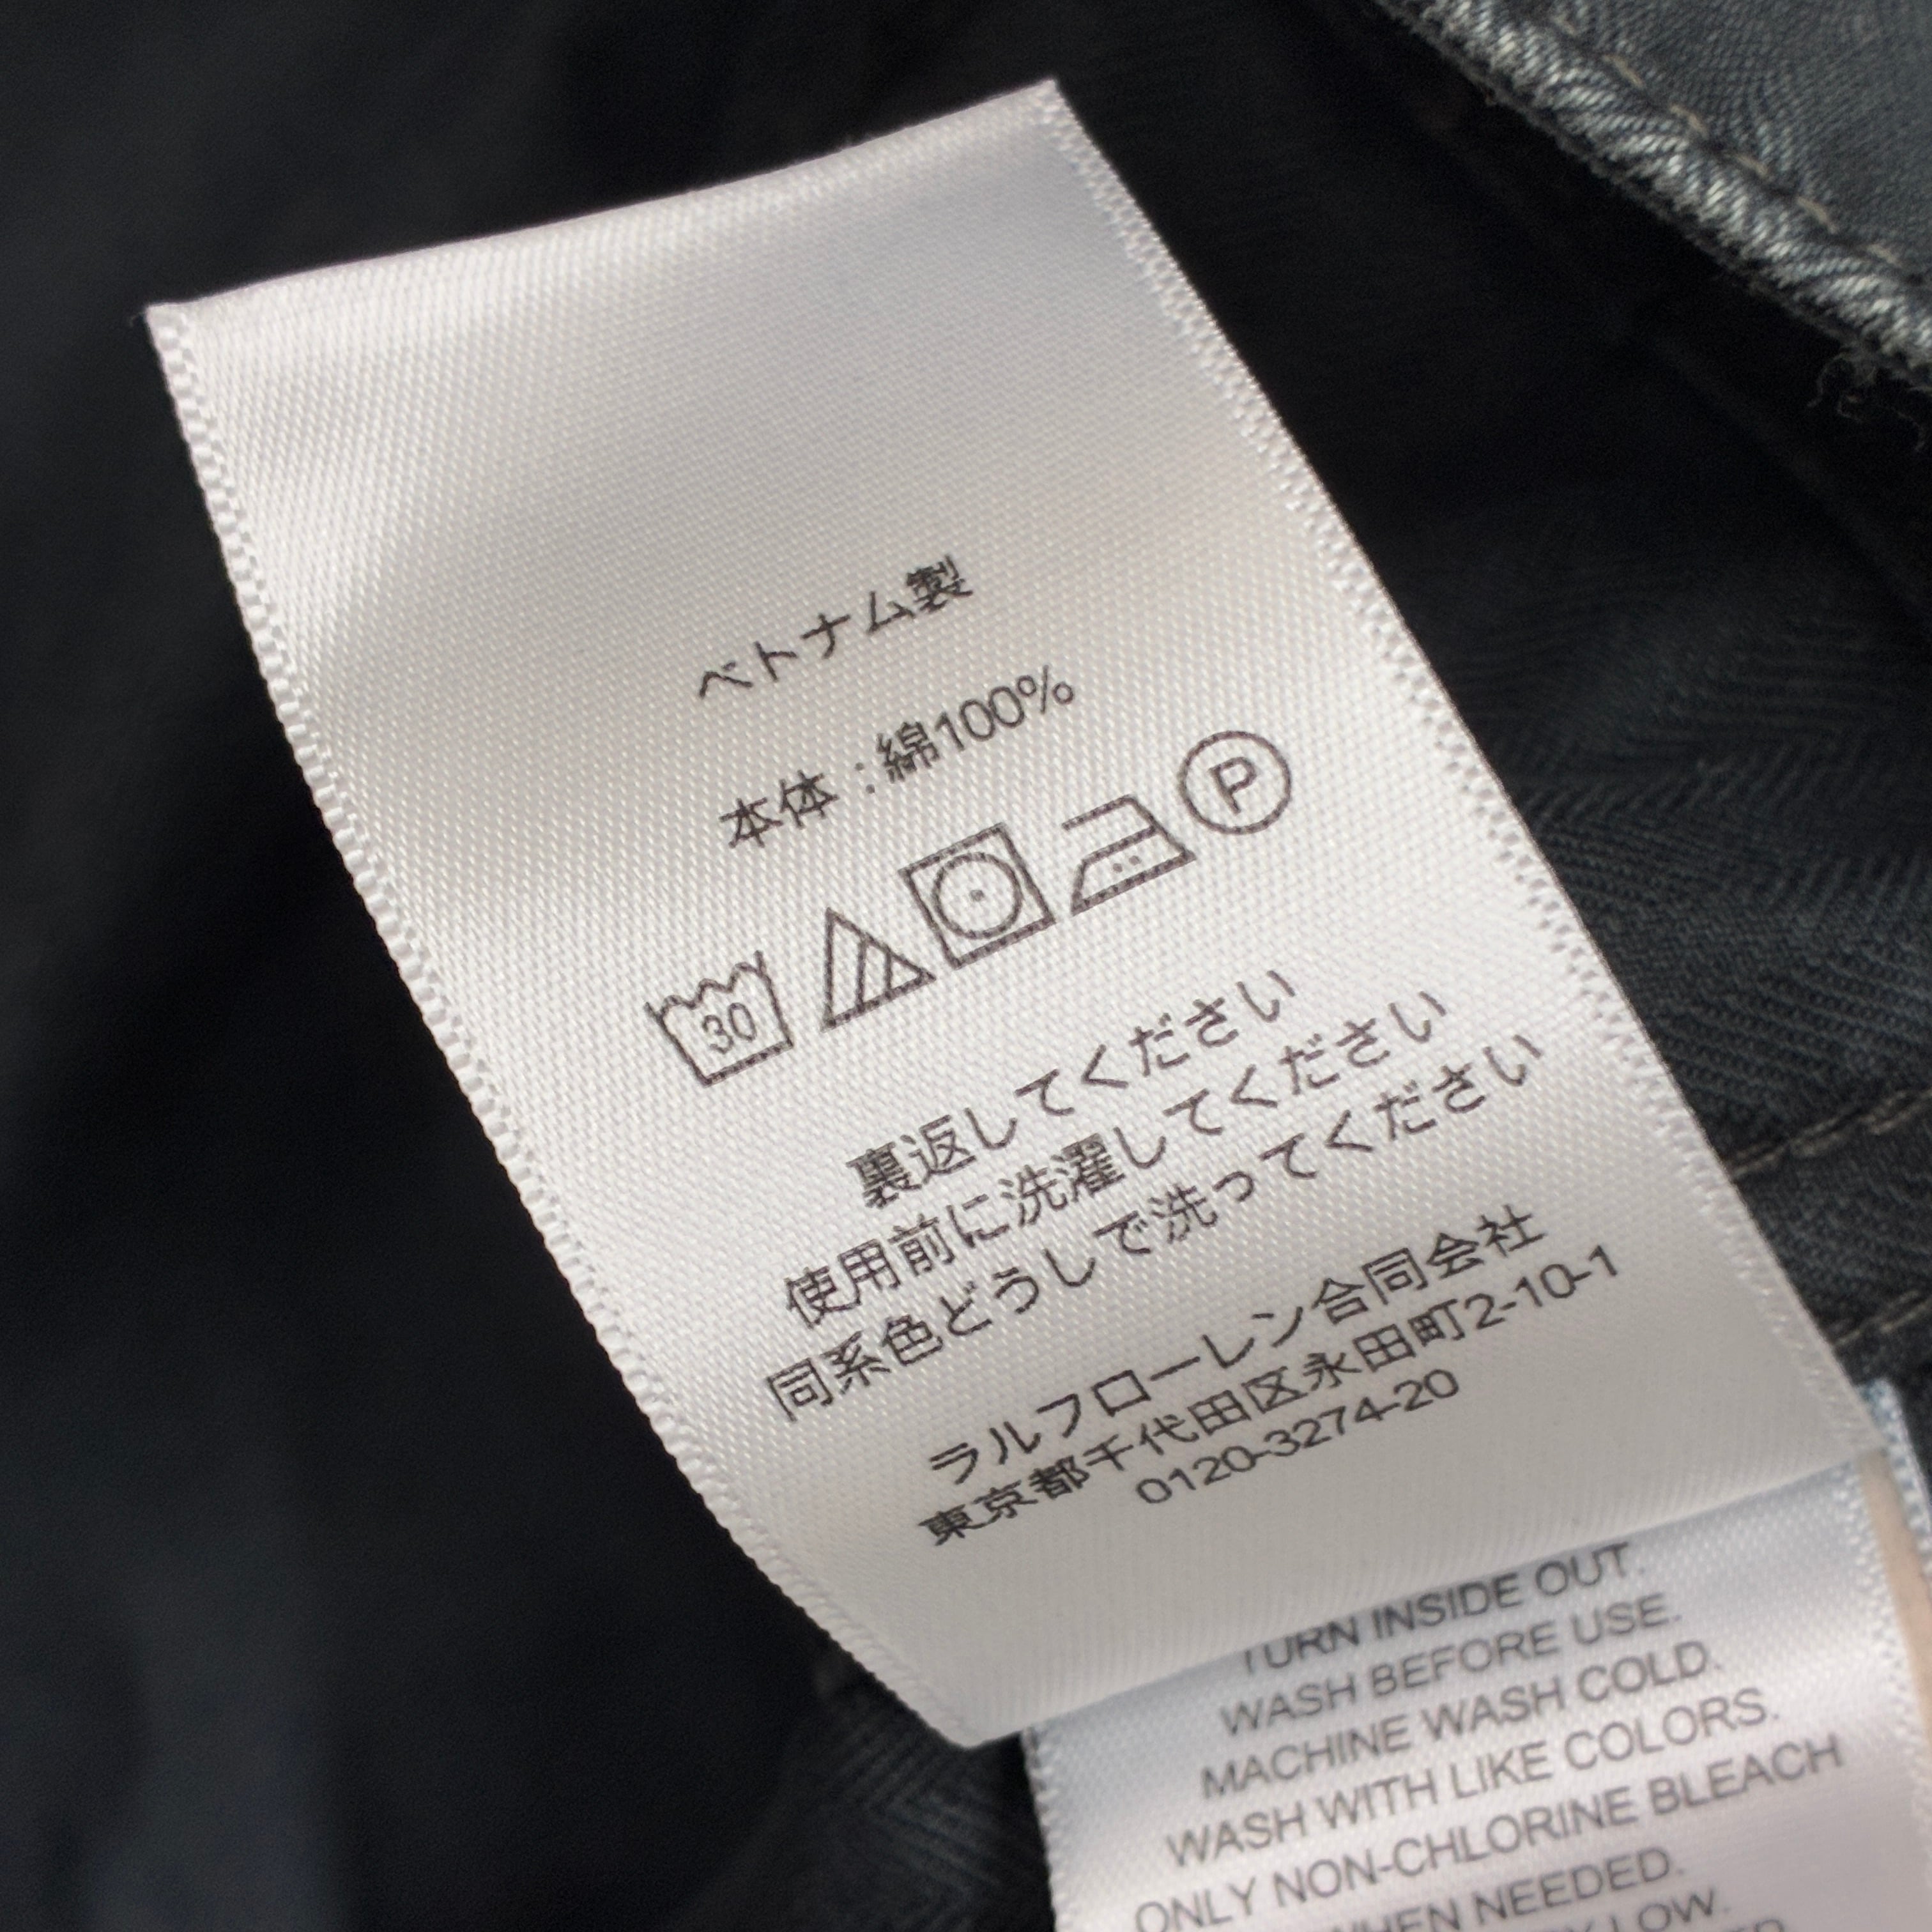 ベトナム製
本体:綿100%
P
30
裏返してください
使用前に洗濯してください
同系色どうしで洗ってください
ラルフローレン合同会社
東京都千代田区永田町2-10-1
0120-3274-20
TURN INSIDE OUT.
WASH BEFORE USE.
MACHINE WASH COLD.
WASH WITH LIKE COLORS.
ONLY NON-CHLORINE BLEACH
WHEN NEEDED.
LOW.